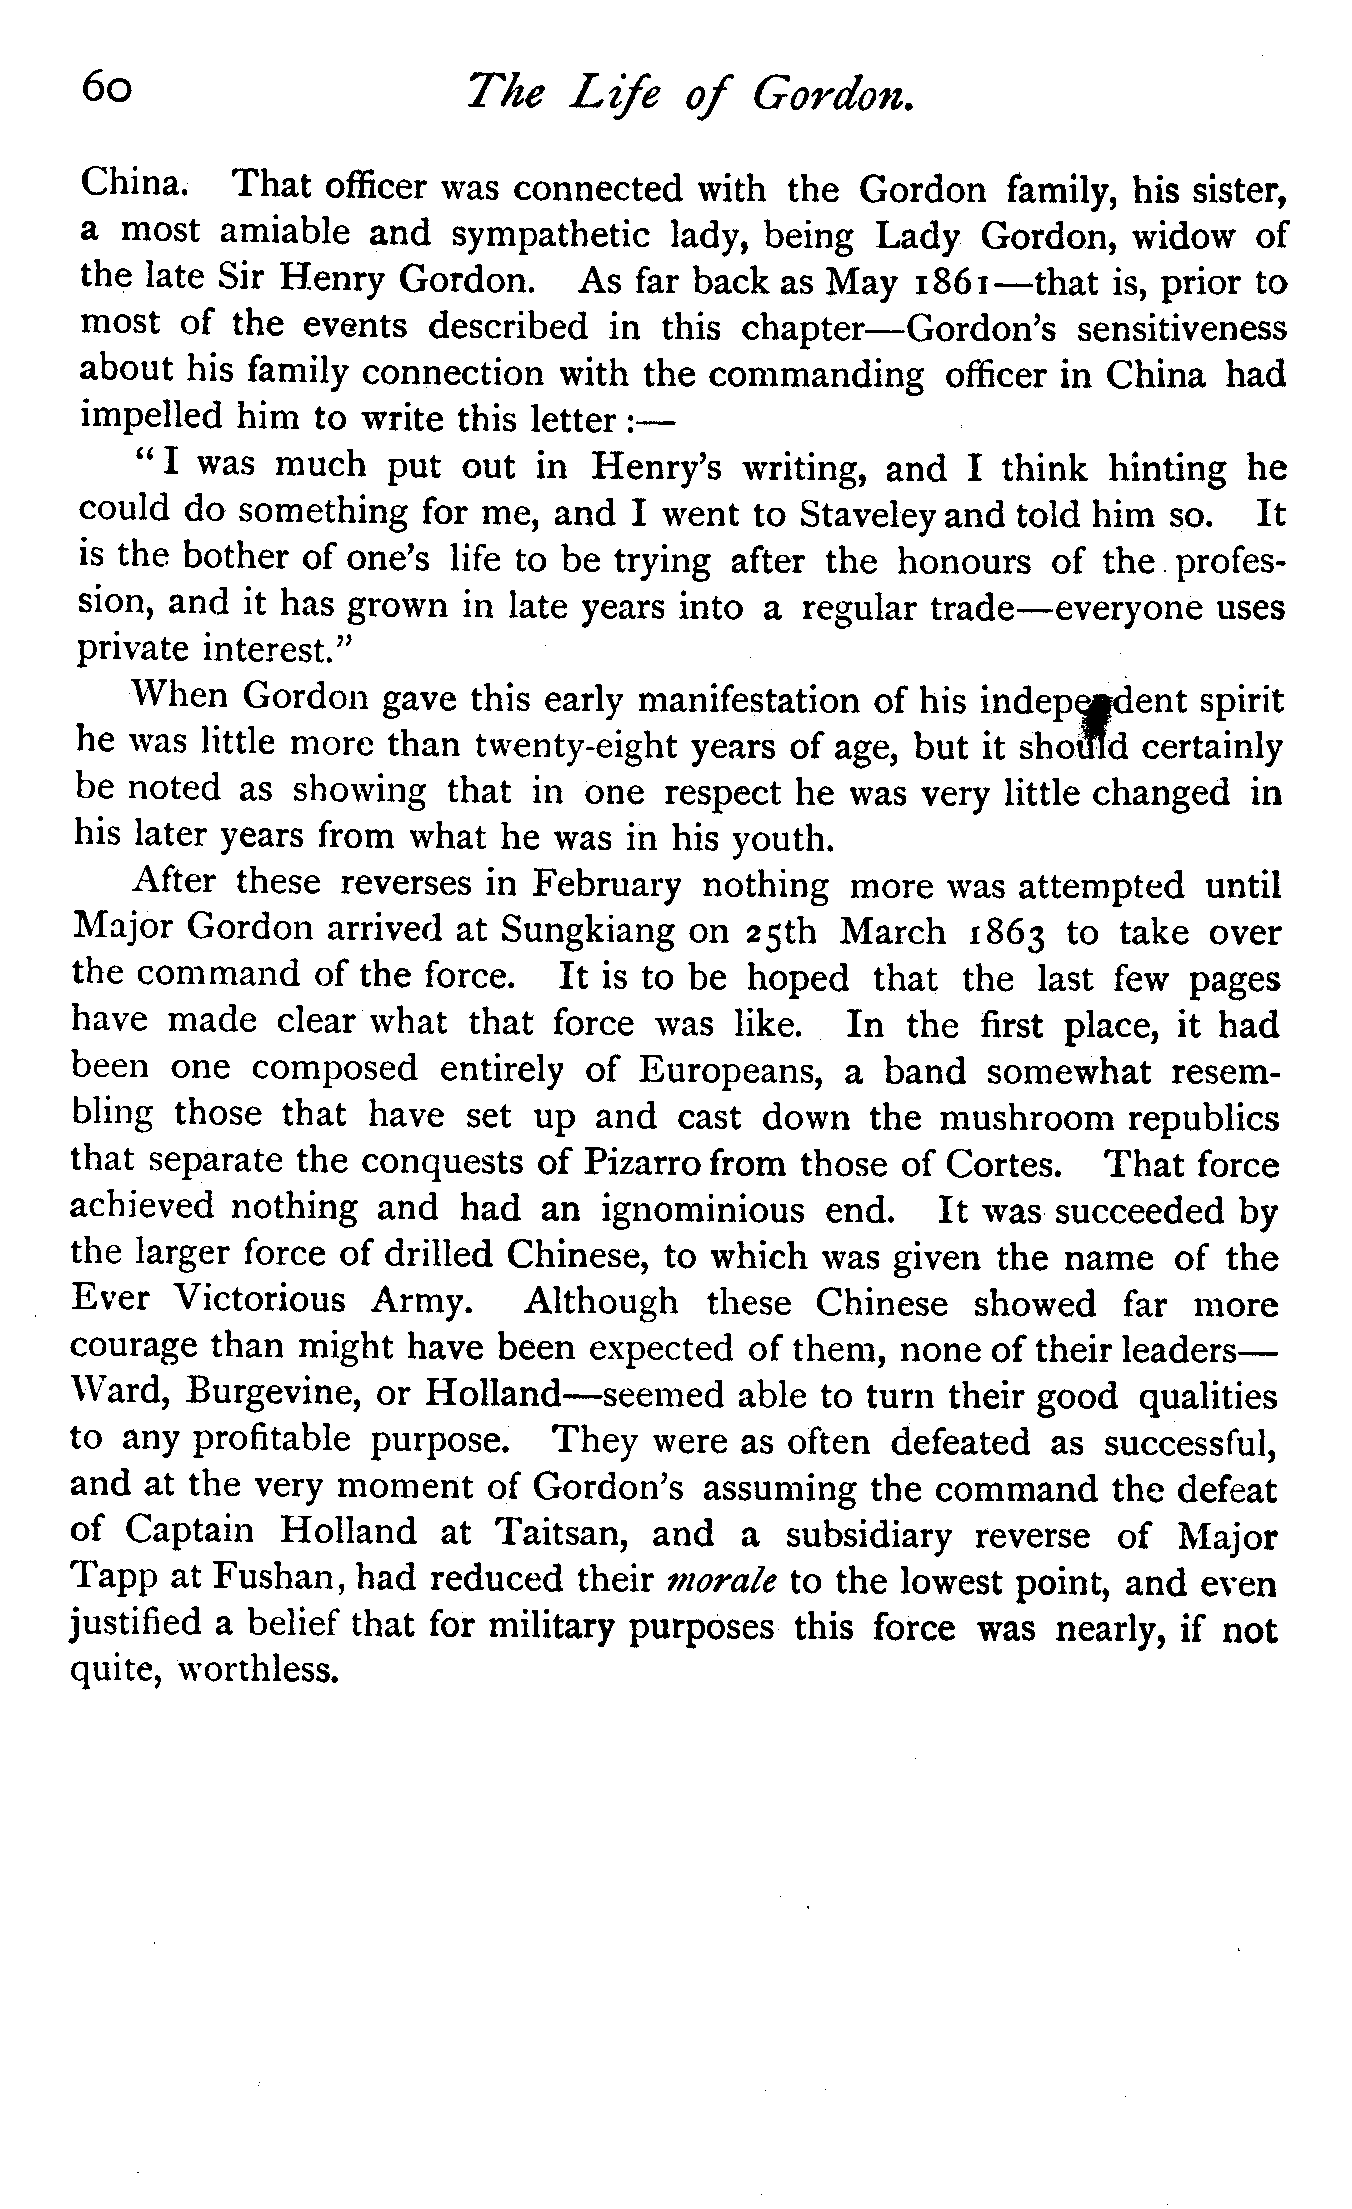 60 The Life of Gordon.
China. That officer was connected with the Gordon family, his sister,
a most amiable and sympathetic lady, being Lady Gordon, widow of
the late Sir Henry Gordon. As far back as May 1861—that is, prior to
most of the events described in this chapter—Gordon's sensitiveness
about his family connection with the commanding officer in China had
impelled him to write this letter :—
“I was much put out in Henry's writing, and I think hinting he
could do something for me, and I went to Staveley and told him so. It
is the bother of one's life to be trying after the honours of the profes-
sion, and it has grown in late years into a regular trade—everyone uses
private interest.”
When Gordon gave this early manifestation of his independent spirit
he was little more than twenty-eight years of age, but it should certainly
be noted as showing that in one respect he was very little changed in
his later years from what he was in his youth.
After these reverses in February nothing more was attempted until
Major Gordon arrived at Sungkiang on 25th March 1863 to take over
the command of the force. It is to be hoped that the last few pages
have made clear what that force was like. In the first place, it had
been one composed entirely of Europeans, a band somewhat resem-
bling those that have set up and cast down the mushroom republics
that separate the conquests of Pizarro from those of Cortes. That force
achieved nothing and had an ignominious end. It was succeeded by
the larger force of drilled Chinese, to which was given the name of the
Ever Victorious Army. Although these Chinese showed far more
courage than might have been expected of them, none of their leaders—
Ward, Burgevine, or Holland—seemed able to turn their good qualities
to any profitable purpose. They were as often defeated as successful,
and at the very moment of Gordon's assuming the command the defeat
of Captain Holland at Taitsan, and a subsidiary reverse of Major
Tapp at Fushan, had reduced their morale to the lowest point, and even
justified a belief that for military purposes this force was nearly, if not
quite, worthless.